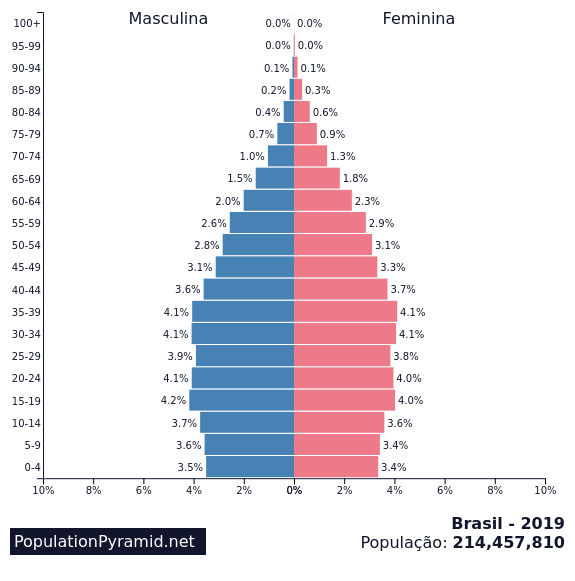 Masculina Feminina
100+ 0.0% 0.0%
95-99 0.0% 0.0%
90-94 0.1% 0.1%
85-89 0.2% 0.3%
80-84 0.4% 0.6%
75-79 0.7% 0.9%
70-74 1.0% 1.3%
65-69 1.5% 1.8%
60-64 2.0% 2.3%
55-59 2.6% 2.9%
50-54 2.8% 3.1%
45-49 3.1% 3.3%
40-44 3.6% 3.7%
35-39 4.1% 4.1%
30-34 4.1% 4.1%
25-29 3.9% 3.8%
20-24 4.1% 4.0%
15-19 4.2% 4.0%
10-14 3.7% 3.6%
5-9 3.6% 3.4%
0-4 3.5% 3.4%
10% 8% 6% 4% 2% 0% 2% 4% 6% 8% 10%
Brasil - 2019
PopulationPyramid.net
População: 214,457,810